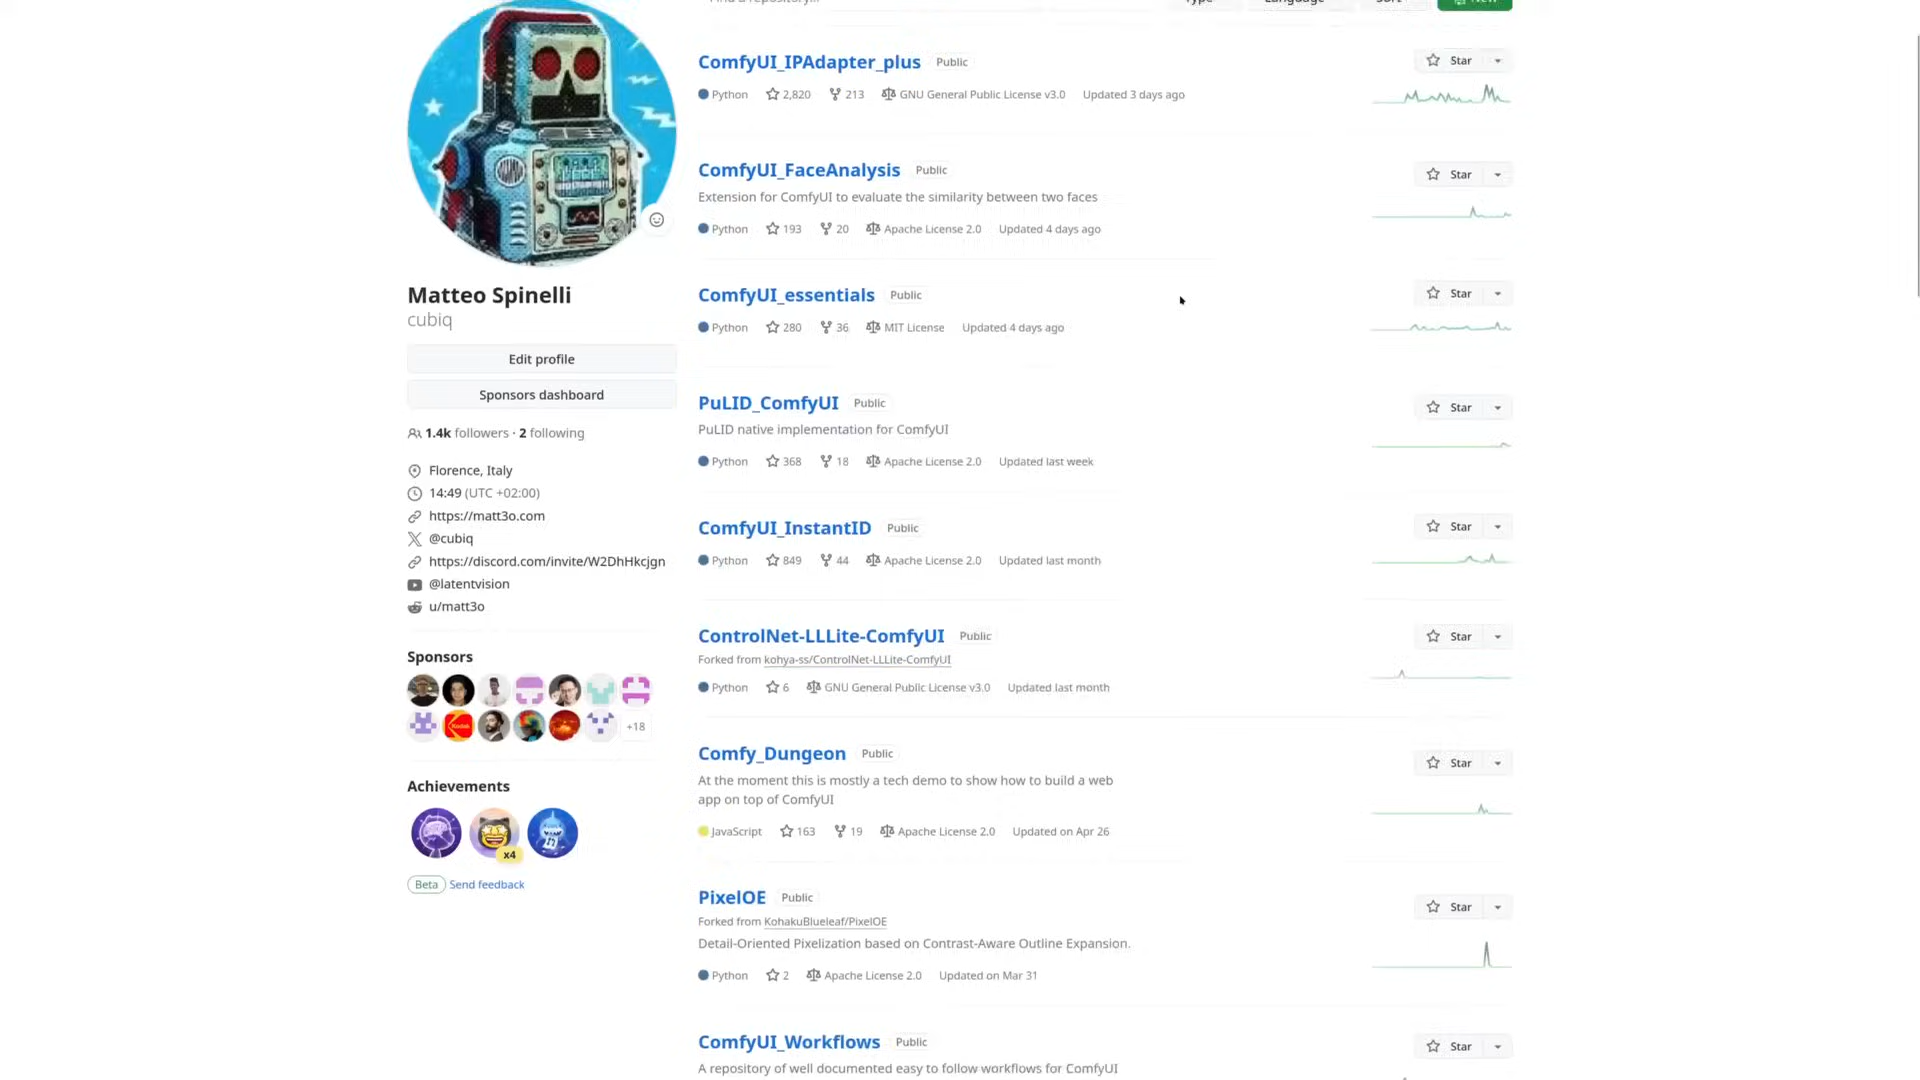 Find a repository...
Type
Language
Sort
New
ComfyUI_IPAdapter_plus Public
Star
Python 2,820 213 GNU General Public License v3.0 Updated 3 days ago
ComfyUI_FaceAnalysis Public
Star
Extension for ComfyUI to evaluate the similarity between two faces
Python 193 20 Apache License 2.0 Updated 4 days ago
ComfyUI_essentials Public
Star
Python 280 36 MIT License Updated 4 days ago
PuLID_ComfyUI Public
Star
PuLID native implementation for ComfyUI
Python 368 18 Apache License 2.0 Updated last week
ComfyUI_InstantID Public
Star
Python 849 44 Apache License 2.0 Updated last month
ControlNet-LLLite-ComfyUI Public
Star
Forked from kohya-ss/ControlNet-LLLite-ComfyUI
Python 6 GNU General Public License v3.0 Updated last month
Comfy_Dungeon Public
Star
At the moment this is mostly a tech demo to show how to build a web
app on top of ComfyUI
JavaScript 163 19 Apache License 2.0 Updated on Apr 26
PixelOE Public
Star
Forked from KohakuBlueleaf/PixelOE
Detail-Oriented Pixelization based on Contrast-Aware Outline Expansion.
Python 2 Apache License 2.0 Updated on Mar 31
ComfyUI_Workflows Public
Star
A repository of well documented easy to follow workflows for ComfyUI
Matteo Spinelli
cubiq
Edit profile
Sponsors dashboard
1.4k followers · 2 following
Florence, Italy
14:49 (UTC +02:00)
https://matt3o.com
@cubiq
https://discord.com/invite/W2DhHkcjgn
@latentvision
u/matt3o
Sponsors
Kodak
+18
Achievements
x4
Beta Send feedback